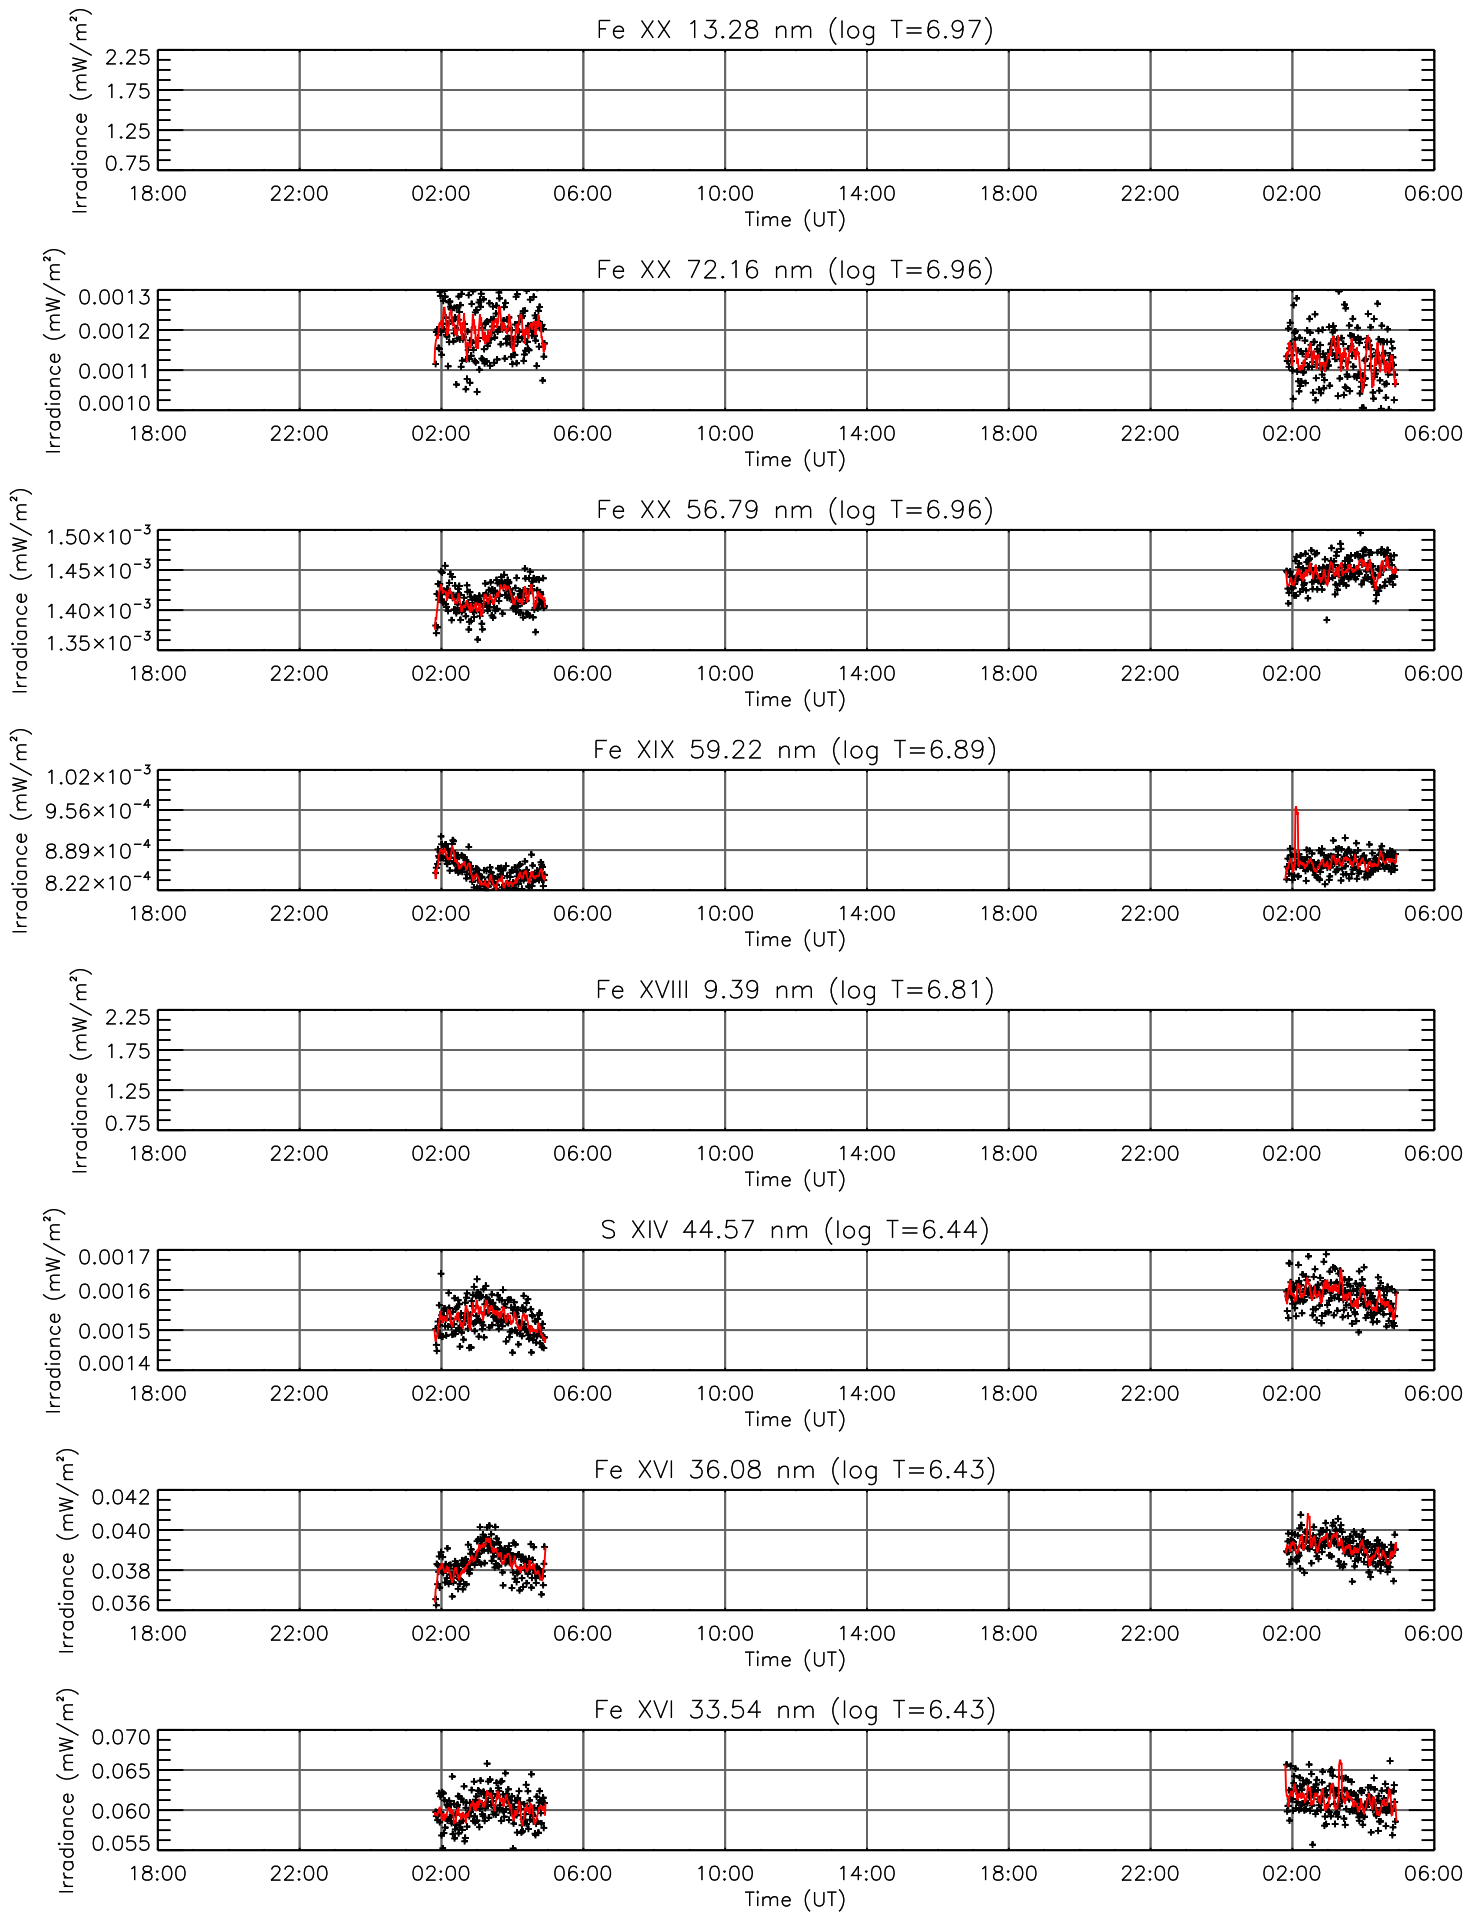 Fe XX 13.28 nm (log T=6.97)
Irradiance (mW/m²)
2.25
1.75
1.25
0.75
18:00 22:00 02:00 06:00 10:00 14:00 18:00 22:00 02:00 06:00
Time (UT)
Fe XX 72.16 nm (log T=6.96)
Irradiance (mW/m²)
0.0013
0.0012
0.0011
0.0010
18:00 22:00 02:00 06:00 10:00 14:00 18:00 22:00 02:00 06:00
Time (UT)
Fe XX 56.79 nm (log T=6.96)
Irradiance (mW/m²)
1.50×10⁻³
1.45×10⁻³
1.40×10⁻³
1.35×10⁻³
18:00 22:00 02:00 06:00 10:00 14:00 18:00 22:00 02:00 06:00
Time (UT)
Fe XIX 59.22 nm (log T=6.89)
Irradiance (mW/m²)
1.02×10⁻³
9.56×10⁻⁴
8.89×10⁻⁴
8.22×10⁻⁴
18:00 22:00 02:00 06:00 10:00 14:00 18:00 22:00 02:00 06:00
Time (UT)
Fe XVIII 9.39 nm (log T=6.81)
Irradiance (mW/m²)
2.25
1.75
1.25
0.75
18:00 22:00 02:00 06:00 10:00 14:00 18:00 22:00 02:00 06:00
Time (UT)
S XIV 44.57 nm (log T=6.44)
Irradiance (mW/m²)
0.0017
0.0016
0.0015
0.0014
18:00 22:00 02:00 06:00 10:00 14:00 18:00 22:00 02:00 06:00
Time (UT)
Fe XVI 36.08 nm (log T=6.43)
Irradiance (mW/m²)
0.042
0.040
0.038
0.036
18:00 22:00 02:00 06:00 10:00 14:00 18:00 22:00 02:00 06:00
Time (UT)
Fe XVI 33.54 nm (log T=6.43)
Irradiance (mW/m²)
0.070
0.065
0.060
0.055
18:00 22:00 02:00 06:00 10:00 14:00 18:00 22:00 02:00 06:00
Time (UT)